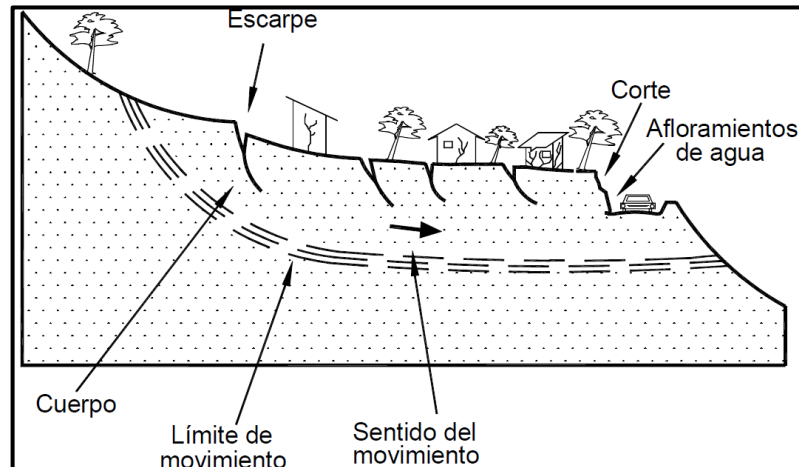 Escarpe
Corte
Afloramientos
de agua
Cuerpo
Límite de
movimiento
Sentido del
movimiento